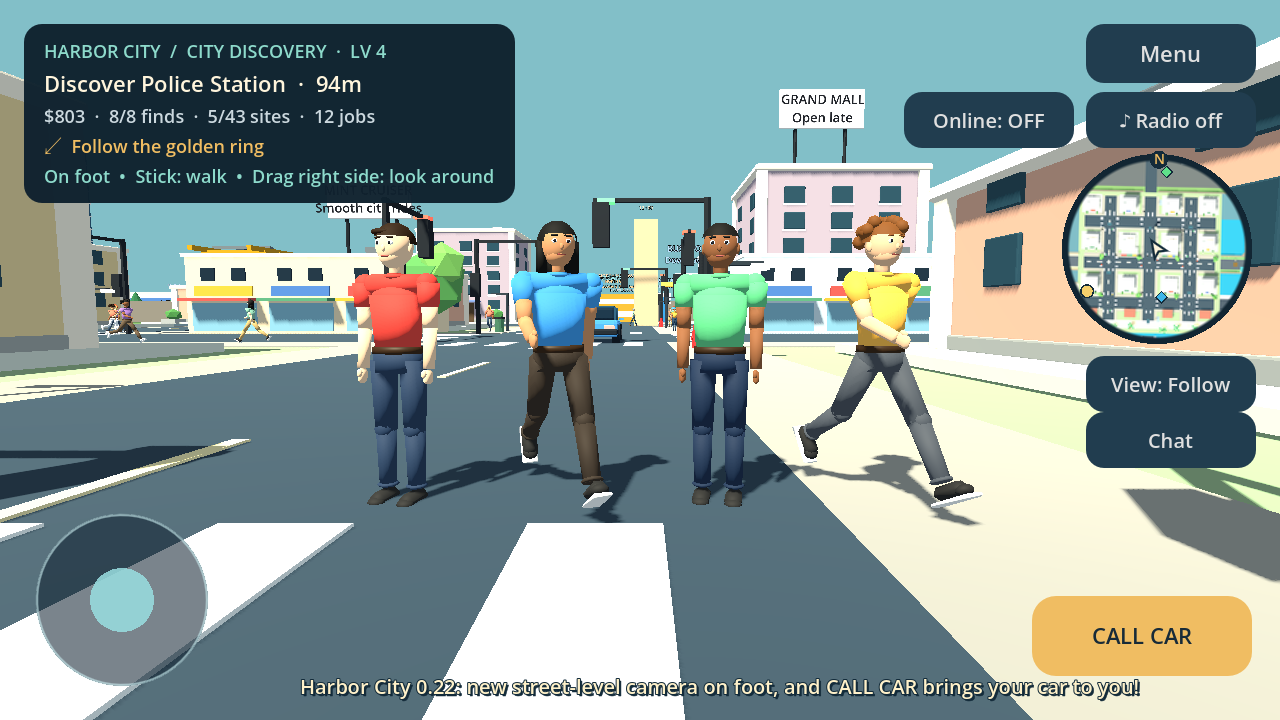 HARBOR CITY / CITY DISCOVERY · LV 4
Discover Police Station · 94m
$803 · 8/8 finds · 5/43 sites · 12 jobs
Follow the golden ring
On foot • Stick: walk • Drag right side: look around
Smooth city rides
GRAND MALL
Open late
Menu
Online: OFF
♪ Radio off
N
View: Follow
Chat
CALL CAR
Harbor City 0.22: new street-level camera on foot, and CALL CAR brings your car to you!